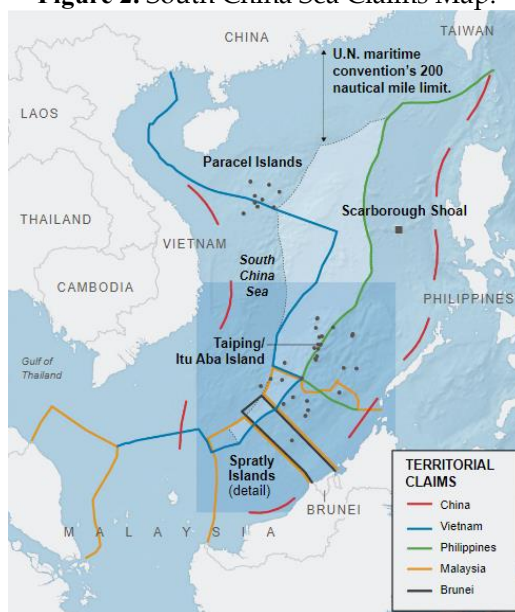 Figure 2. South China Sea Claims Map.
TAIWAN
CHINA
U.N. maritime
convention's 200
nautical mile limit.
LAOS
Paracel Islands
THAILAND
Scarborough Shoal
VIETNAM
South
China
Sea
CAMBODIA
PHILIPPINES
Taiping/
Itu Aba Island
Gulf of
Thailand
Spratly
Islands
(detail)
BRUNEI
MALAYSIA
TERRITORIAL
CLAIMS
China
Vietnam
Philippines
Malaysia
Brunei